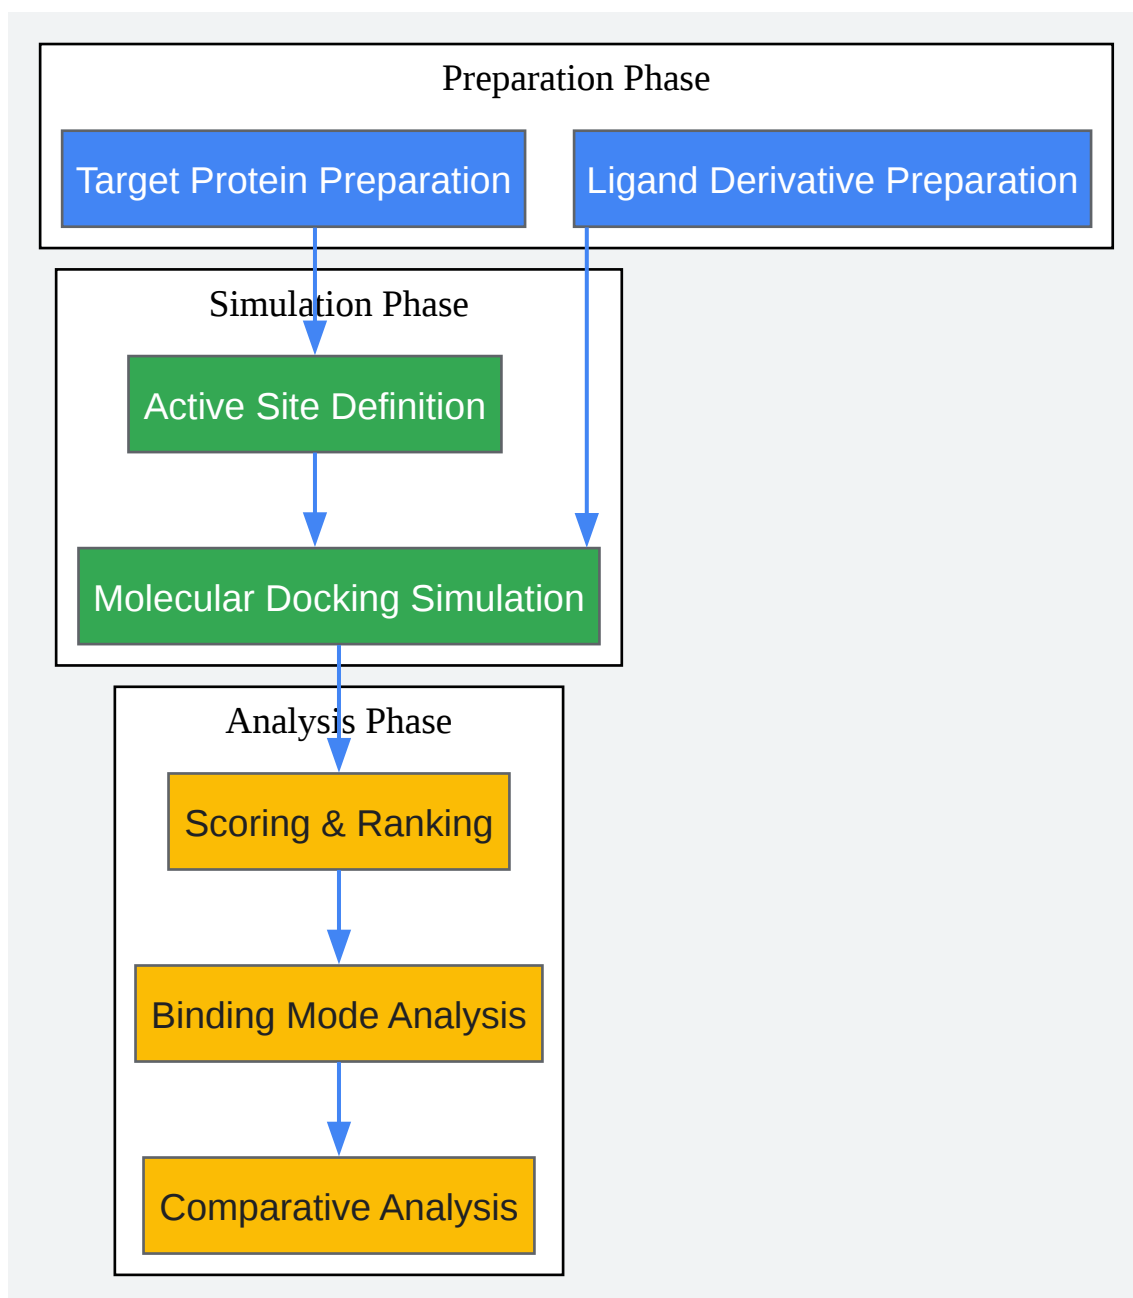 Preparation Phase
Target Protein Preparation
Ligand Derivative Preparation
Simulation Phase
Active Site Definition
Molecular Docking Simulation
Analysis Phase
Scoring & Ranking
Binding Mode Analysis
Comparative Analysis